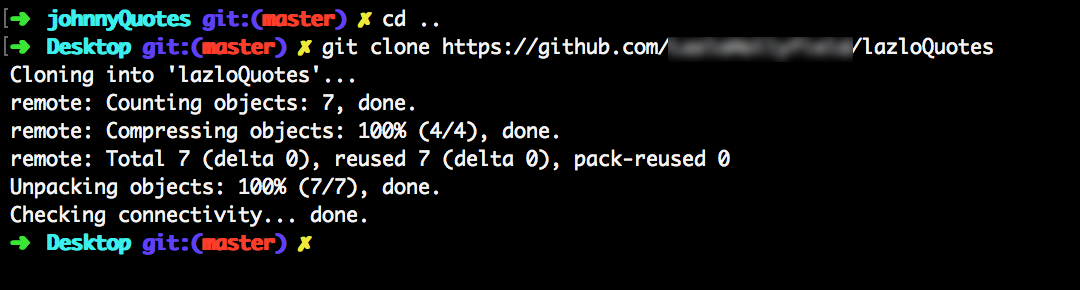 ➜ johnnyQuotes git:(master) ✗ cd ..
➜ Desktop git:(master) ✗ git clone https://github.com/ /lazloQuotes
Cloning into 'lazloQuotes'...
remote: Counting objects: 7, done.
remote: Compressing objects: 100% (4/4), done.
remote: Total 7 (delta 0), reused 7 (delta 0), pack-reused 0
Unpacking objects: 100% (7/7), done.
Checking connectivity... done.
➜ Desktop git:(master) ✗